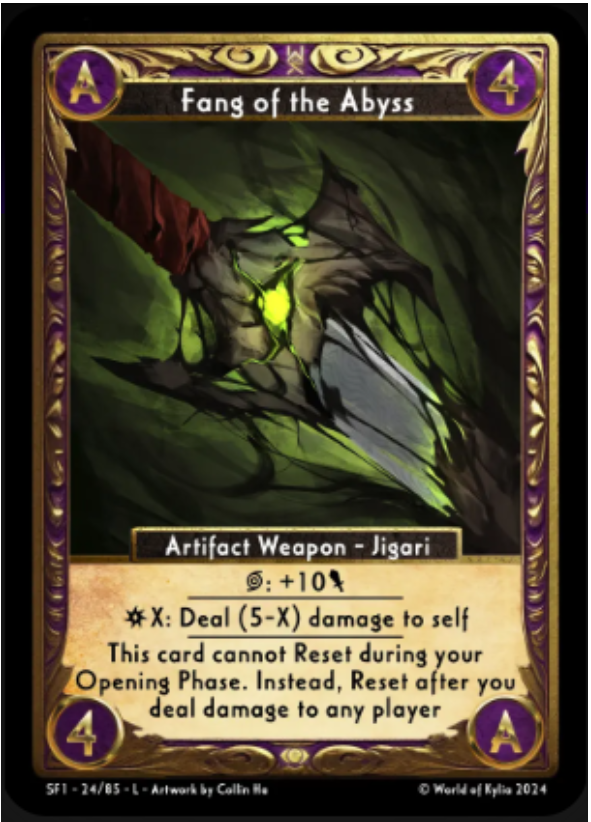 A
4
Fang of the Abyss
Artifact Weapon - Jigari
: +10
X: Deal (5-X) damage to self
This card cannot Reset during your
Opening Phase. Instead, Reset after you
deal damage to any player
4
A
SF1 - 24/85 - L - Artwork by Collin He
© World of Kylia 2024